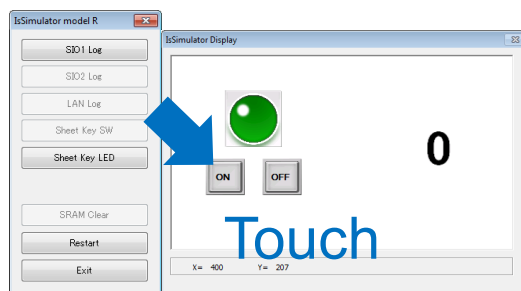 IsSimulator model R
SIO1 Log
SIO2 Log
LAN Log
Sheet Key SW
Sheet Key LED
SRAM Clear
Restart
Exit
IsSimulator Display
0
ON
OFF
Touch
X= 400 Y= 207